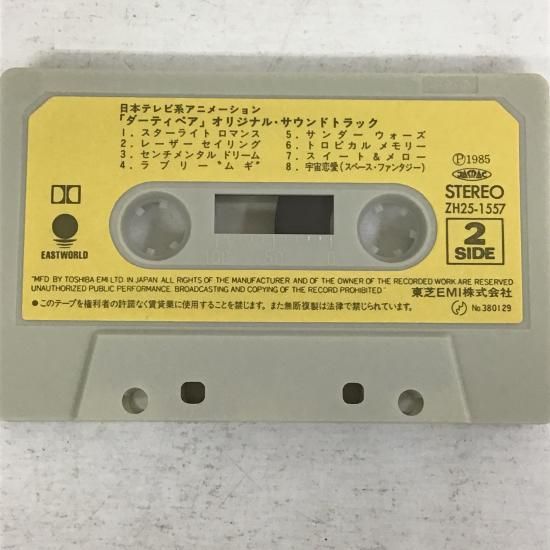 日本テレビ系アニメーション
「ダーティペア」オリジナル・サウンドトラック
1. スターライト ロマンス
2. レーザー セイリング
3. センチメンタル ドリーム
4. ラブリー〝ムギ〟
5. サンダー ウォーズ
6. トロピカル メモリー
7. スイート&メロー
8. 宇宙恋愛(スペース・ファンタジー)
Ⓟ1985
STEREO
ZH25-1557
2
SIDE
EASTWORLD
"MFD BY TOSHIBA EMI LTD. IN JAPAN ALL RIGHTS OF THE MANUFACTURER AND OF THE OWNER OF THE RECORDED WORK ARE RESERVED
UNAUTHORIZED PUBLIC PERFORMANCE. BROADCASTING AND COPYING OF THE RECORD PROHIBITED"
東芝EMI株式会社
●このテープを権利者の許諾なく賃貸業に使用することを禁じます。また無断複製は法律で禁じられています。
No.380129